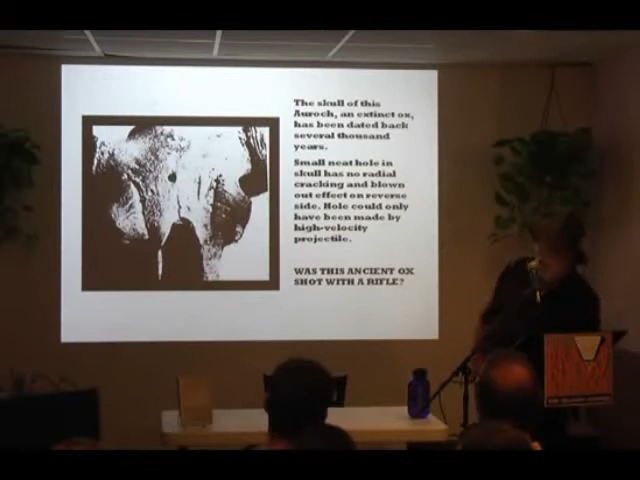 The skull of this
Auroch, an extinct ox,
has been dated back
several thousand
years.
Small neat hole in
skull has no radial
cracking and blown
out effect on reverse
side. Hole could only
have been made by
high-velocity
projectile.
WAS THIS ANCIENT OX
SHOT WITH A RIFLE?